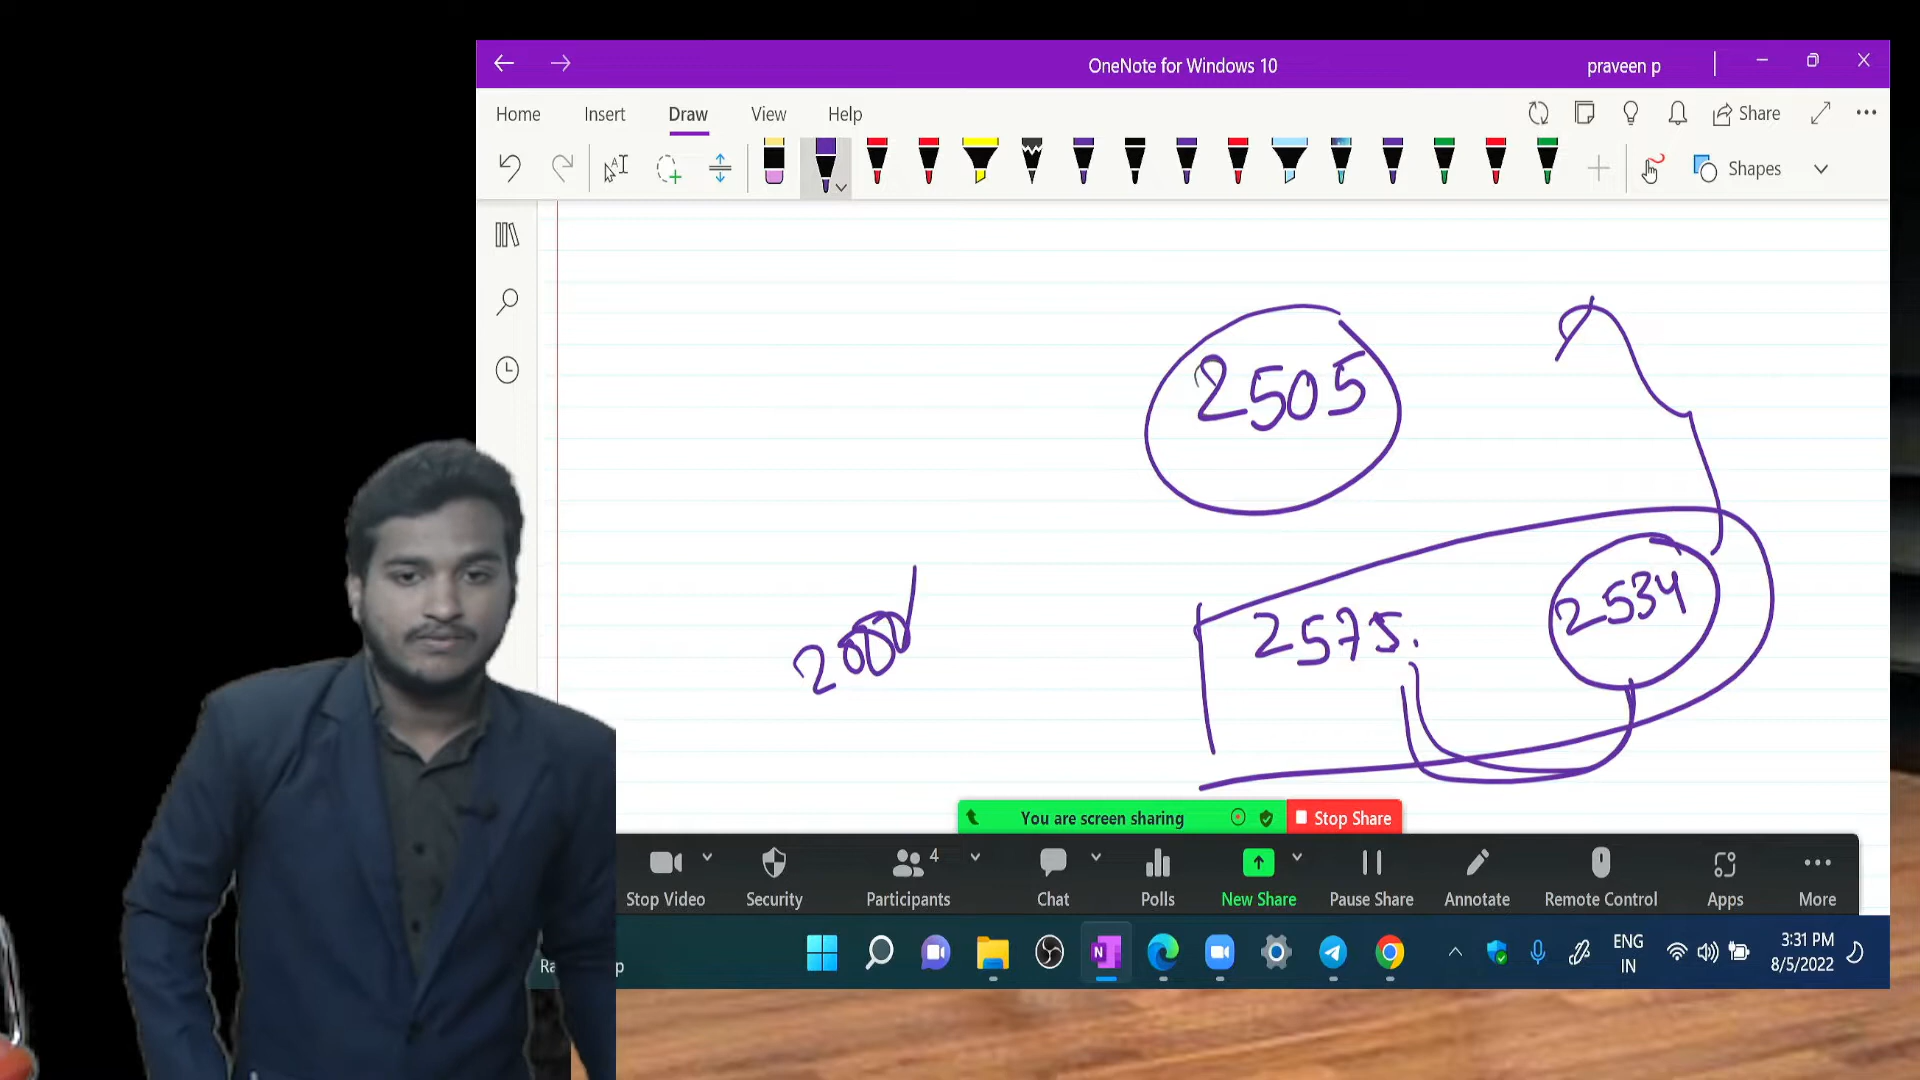 OneNote for Windows 10
praveen p
Home Insert Draw View Help
Share
Shapes
2505
2534
2575.
2000
You are screen sharing
Stop Share
4
Stop Video Security Participants Chat Polls New Share Pause Share Annotate Remote Control Apps More
ENG
IN
3:31 PM
8/5/2022